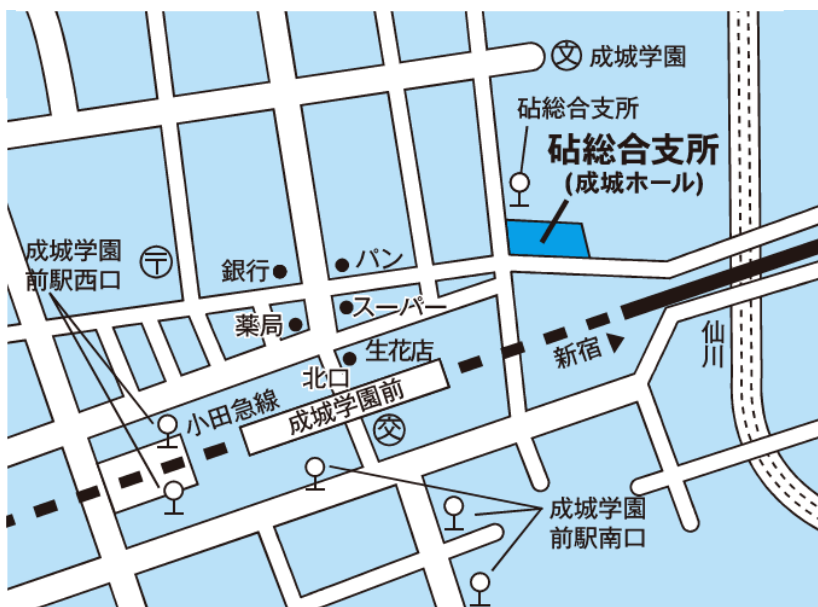 文 成城学園
砧総合支所
砧総合支所
(成城ホール)
成城学園
前駅西口
〒
銀行
パン
スーパー
薬局
生花店
北口
新宿
仙川
小田急線
成城学園前
交
成城学園
前駅南口